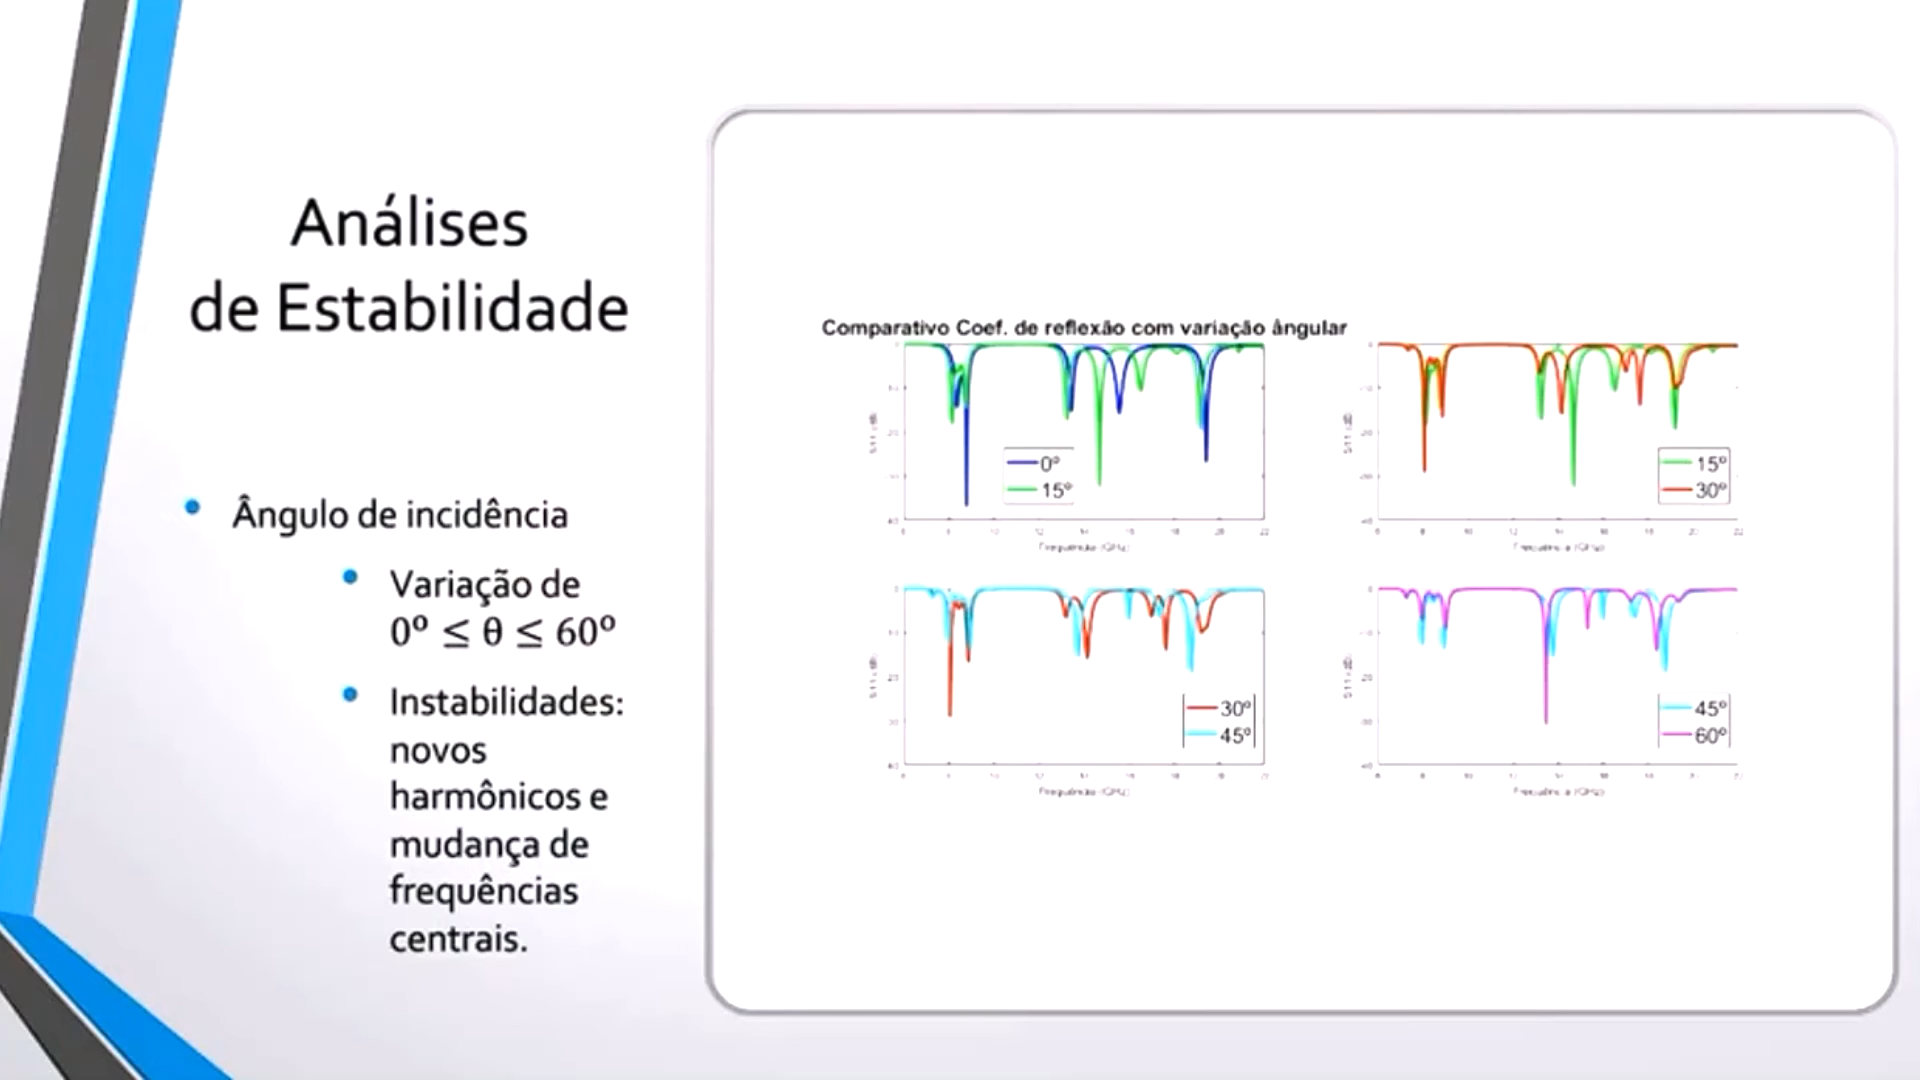 Análises
de Estabilidade
Ângulo de incidência
Variação de
0º ≤ θ ≤ 60º
Instabilidades:
novos
harmônicos e
mudança de
frequências
centrais.
Comparativo Coef. de reflexão com variação ângular
0º
15º
15º
30º
30º
45º
45º
60º